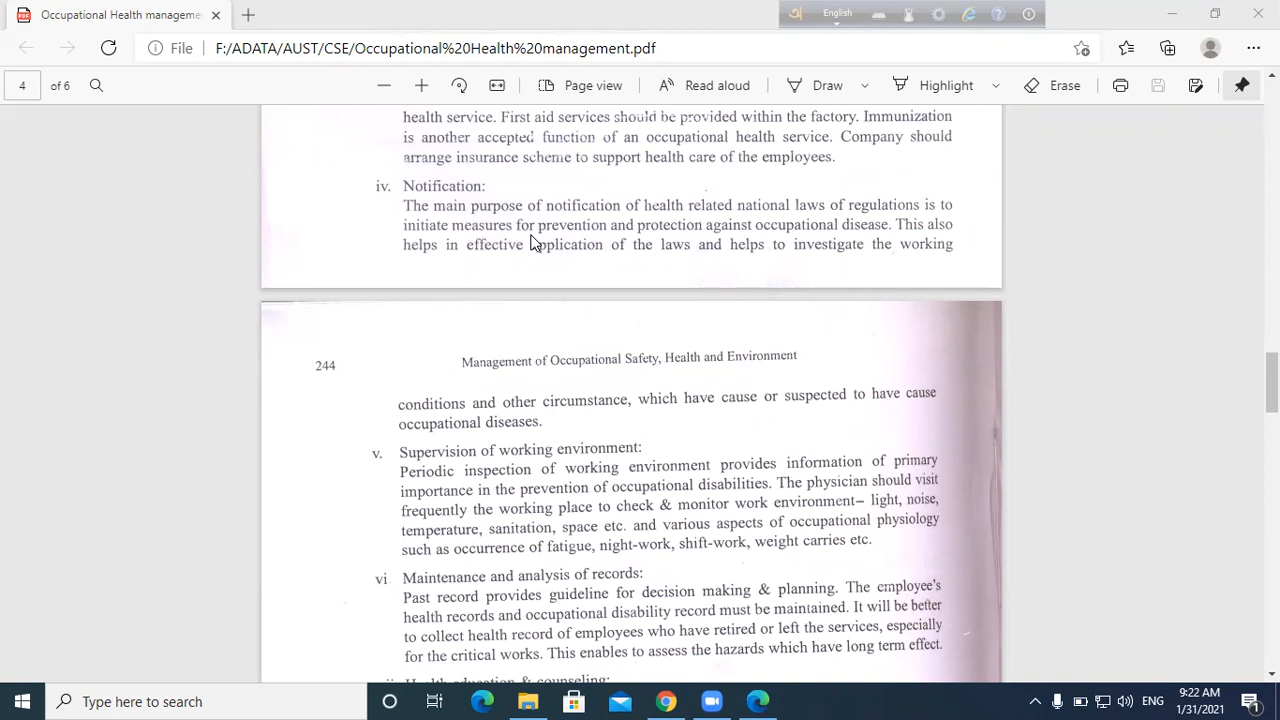 Occupational Health manageme
English
File
F:/ADATA/AUST/CSE/Occupational%20Health%20management.pdf
4 of 6
Page view
Read aloud
Draw
Highlight
Erase
health service. First aid services should be provided within the factory. Immunization
is another accepted function of an occupational health service. Company should
arrange insurance scheme to support health care of the employees.
iv. Notification:
The main purpose of notification of health related national laws of regulations is to
initiate measures for prevention and protection against occupational disease. This also
helps in effective application of the laws and helps to investigate the working
244 Management of Occupational Safety, Health and Environment
conditions and other circumstance, which have cause or suspected to have cause
occupational diseases.
v. Supervision of working environment:
Periodic inspection of working environment provides information of primary
importance in the prevention of occupational disabilities. The physician should visit
frequently the working place to check & monitor work environment– light, noise,
temperature, sanitation, space etc. and various aspects of occupational physiology
such as occurrence of fatigue, night-work, shift-work, weight carries etc.
vi Maintenance and analysis of records:
Past record provides guideline for decision making & planning. The employee's
health records and occupational disability record must be maintained. It will be better
to collect health record of employees who have retired or left the services, especially
for the critical works. This enables to assess the hazards which have long term effect.
Health education & counseling:
Type here to search
ENG
9:22 AM
1/31/2021